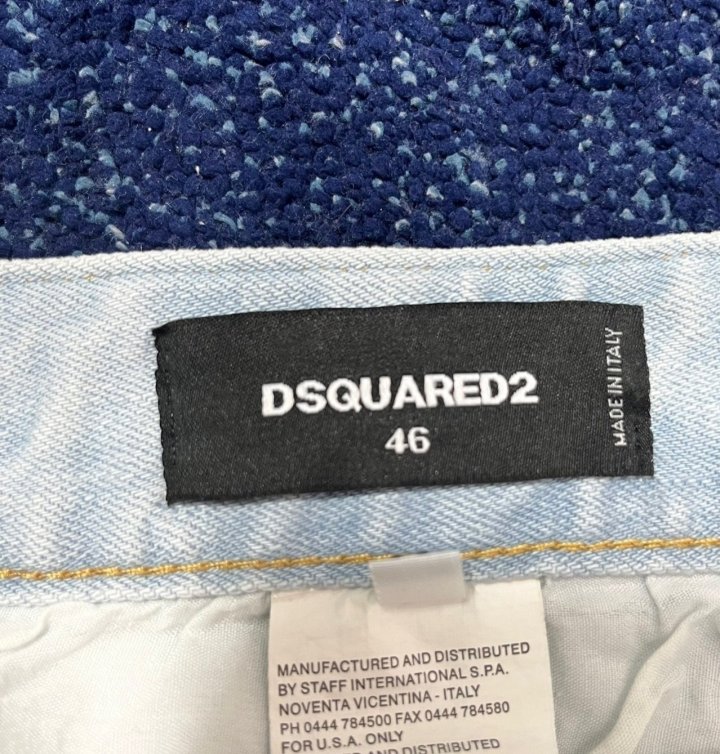 DSQUARED2
46
MADE IN ITALY
MANUFACTURED AND DISTRIBUTED
BY STAFF INTERNATIONAL S.P.A.
NOVENTA VICENTINA - ITALY
PH 0444 784500 FAX 0444 784580
FOR U.S.A. ONLY
AND DISTRIBUTED